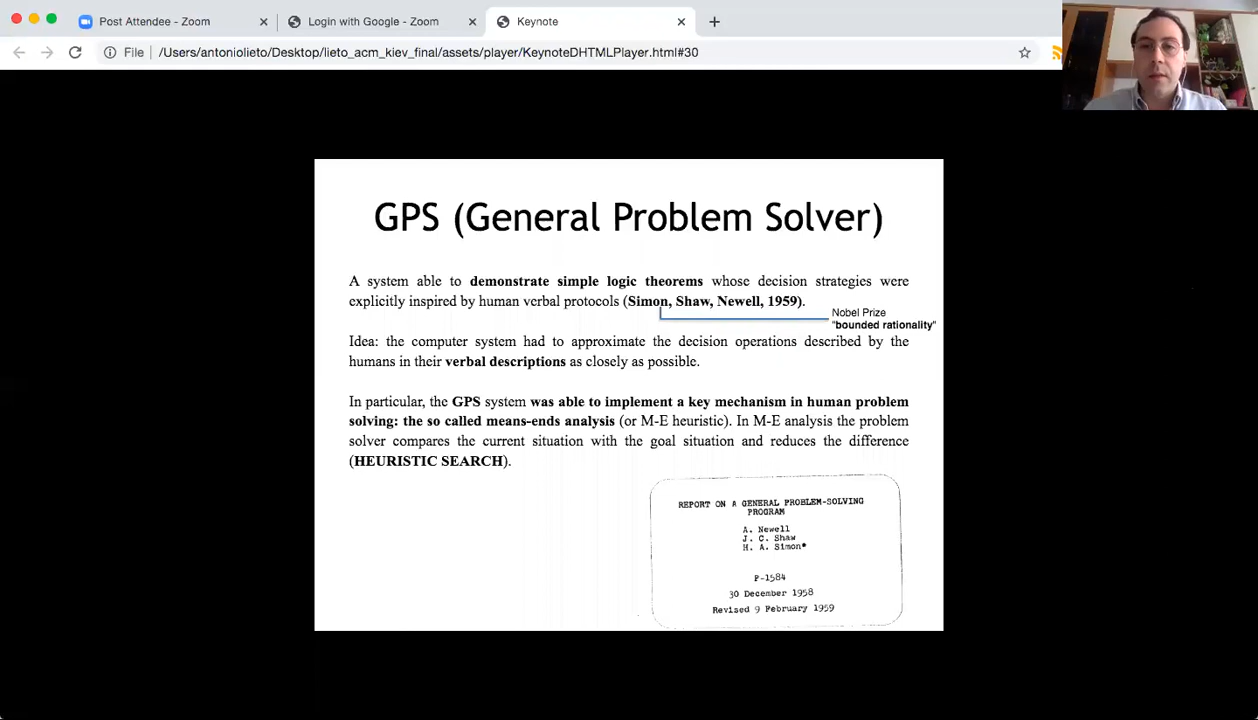 Post Attendee - Zoom
Login with Google - Zoom
Keynote
File
/Users/antoniolieto/Desktop/lieto_acm_kiev_final/assets/player/KeynoteDHTMLPlayer.html#30
GPS (General Problem Solver)
A system able to demonstrate simple logic theorems whose decision strategies were
explicitly inspired by human verbal protocols (Simon, Shaw, Newell, 1959).
Nobel Prize
"bounded rationality"
Idea: the computer system had to approximate the decision operations described by the
humans in their verbal descriptions as closely as possible.
In particular, the GPS system was able to implement a key mechanism in human problem
solving: the so called means-ends analysis (or M-E heuristic). In M-E analysis the problem
solver compares the current situation with the goal situation and reduces the difference
(HEURISTIC SEARCH).
REPORT ON A GENERAL PROBLEM-SOLVING
PROGRAM
A. Newell
J. C. Shaw
H. A. Simon*
P-1584
30 December 1958
Revised 9 February 1959